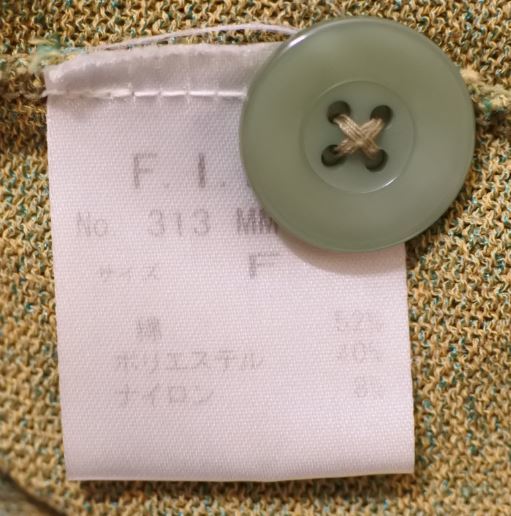 F. I.
No. 313 MM
サイズ F
綿 52%
ポリエステル 40%
ナイロン 8%